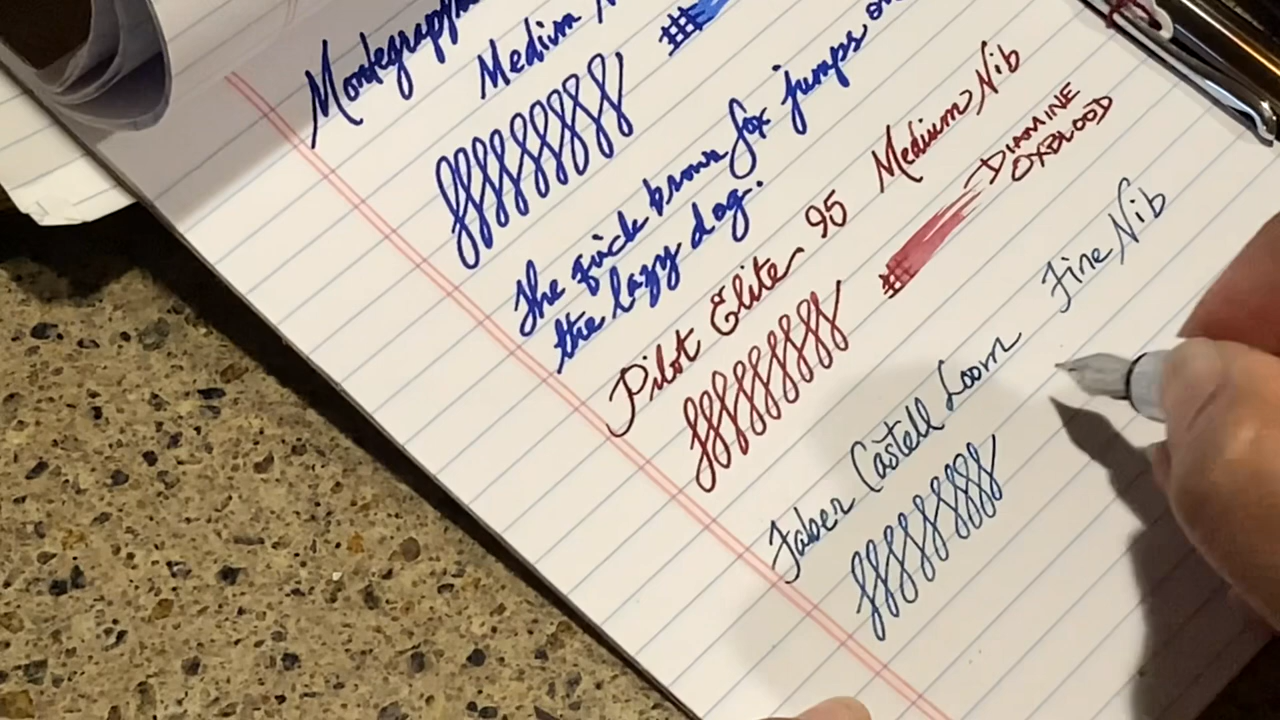 Medium
The quick brown fox jumps
the lazy dog.
Pilot Elite 95 Medium Nib
DIAMINE
OXBLOOD
Faber Castell Loom Fine Nib